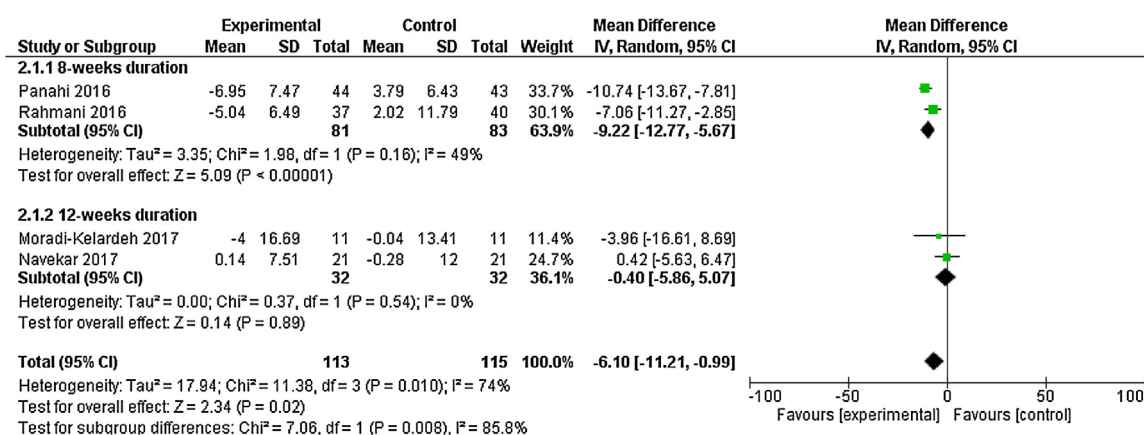 Experimental Control Mean Difference Mean Difference
Study or Subgroup Mean SD Total Mean SD Total Weight IV, Random, 95% CI IV, Random, 95% CI
2.1.1 8-weeks duration
Panahi 2016 -6.95 7.47 44 3.79 6.43 43 33.7% -10.74 [-13.67, -7.81]
Rahmani 2016 -5.04 6.49 37 2.02 11.79 40 30.1% -7.06 [-11.27, -2.85]
Subtotal (95% CI) 81 83 63.9% -9.22 [-12.77, -5.67]
Heterogeneity: Tau² = 3.35; Chi² = 1.98, df = 1 (P = 0.16); I² = 49%
Test for overall effect: Z = 5.09 (P < 0.00001)
2.1.2 12-weeks duration
Moradi-Kelardeh 2017 -4 16.69 11 -0.04 13.41 11 11.4% -3.96 [-16.61, 8.69]
Navekar 2017 0.14 7.51 21 -0.28 12 21 24.7% 0.42 [-5.63, 6.47]
Subtotal (95% CI) 32 32 36.1% -0.40 [-5.86, 5.07]
Heterogeneity: Tau² = 0.00; Chi² = 0.37, df = 1 (P = 0.54); I² = 0%
Test for overall effect: Z = 0.14 (P = 0.89)
Total (95% CI) 113 115 100.0% -6.10 [-11.21, -0.99]
Heterogeneity: Tau² = 17.94; Chi² = 11.38, df = 3 (P = 0.010); I² = 74%
Test for overall effect: Z = 2.34 (P = 0.02)
Test for subgroup differences: Chi² = 7.06, df = 1 (P = 0.008), I² = 85.8%
-100 -50 0 50 100
Favours [experimental] Favours [control]